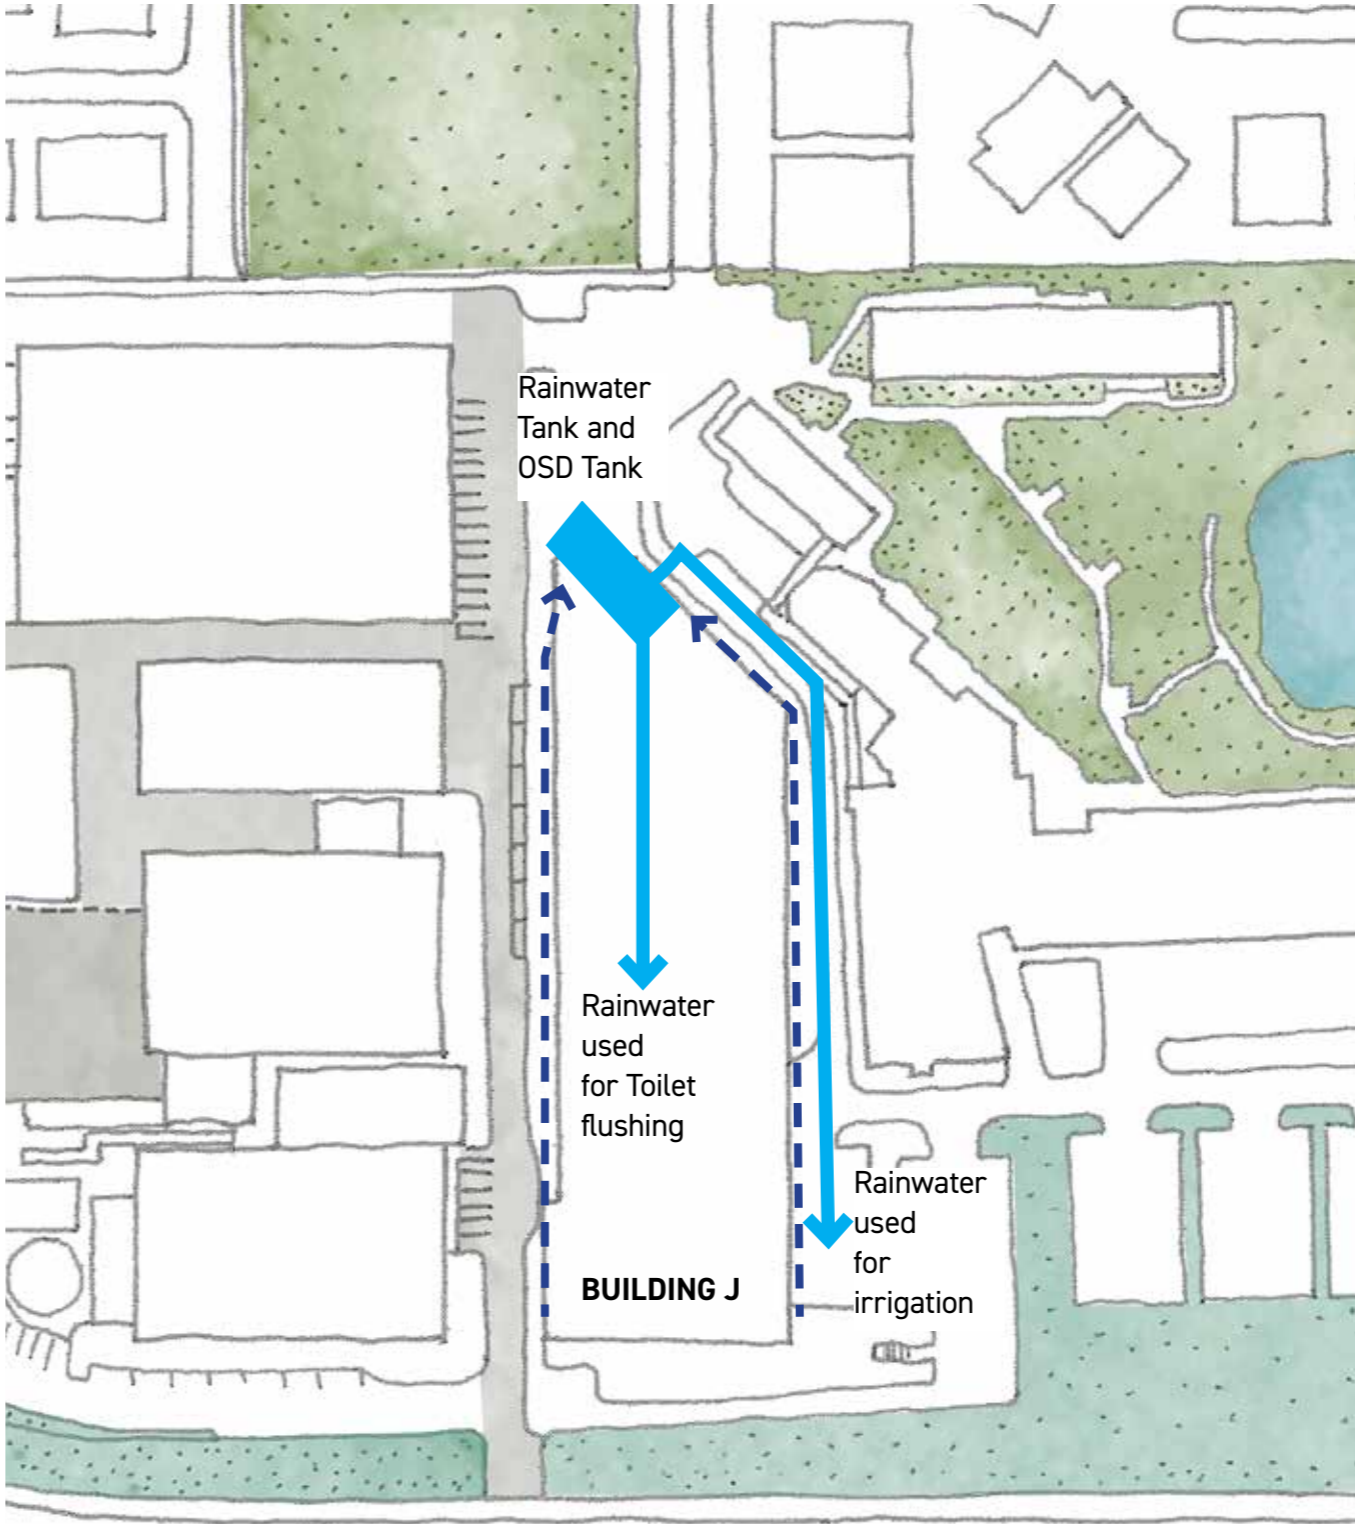 Rainwater
Tank and
OSD Tank
Rainwater
used
for Toilet
flushing
Rainwater
used
for
irrigation
BUILDING J